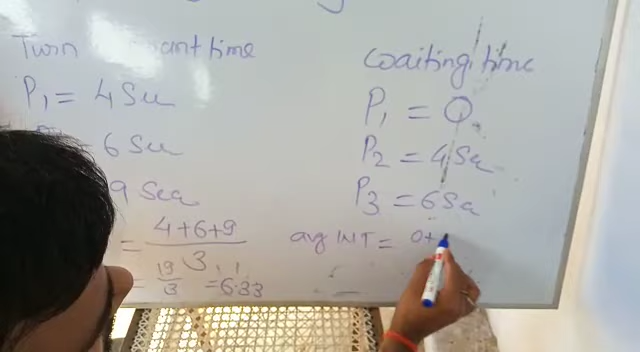 Turn
ant time
P1 = 4 Sec
= 6 Sec
9 Sec
= 4+6+9
3
= 19
3
= 6.33
waiting time
P1 = 0
P2 = 4 Sec
P3 = 6 Sec
avg WT = 0+